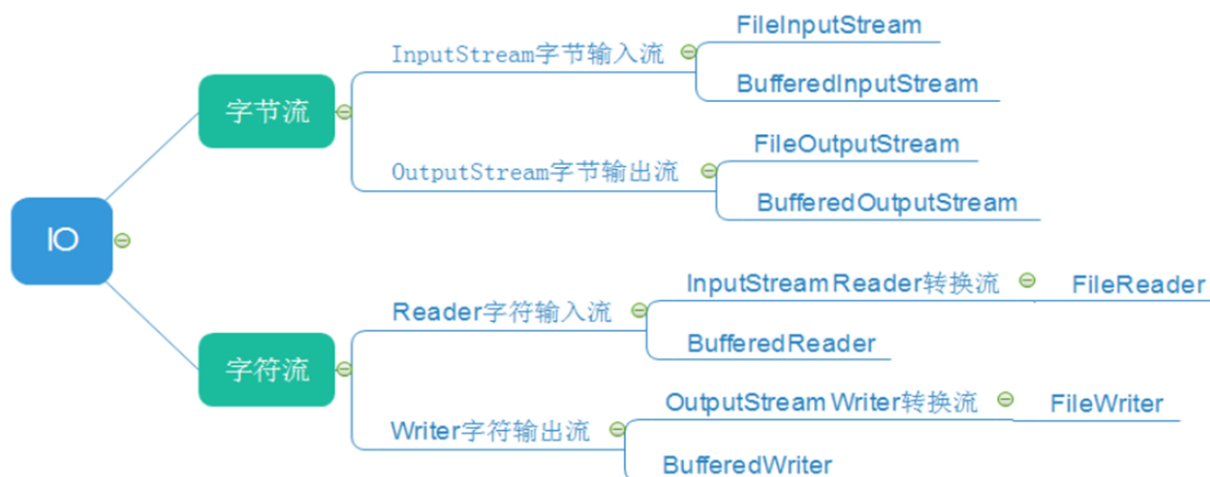 IO
字节流
InputStream字节输入流
FileInputStream
BufferedInputStream
OutputStream字节输出流
FileOutputStream
BufferedOutputStream
字符流
Reader字符输入流
InputStreamReader转换流
FileReader
BufferedReader
Writer字符输出流
OutputStreamWriter转换流
FileWriter
BufferedWriter